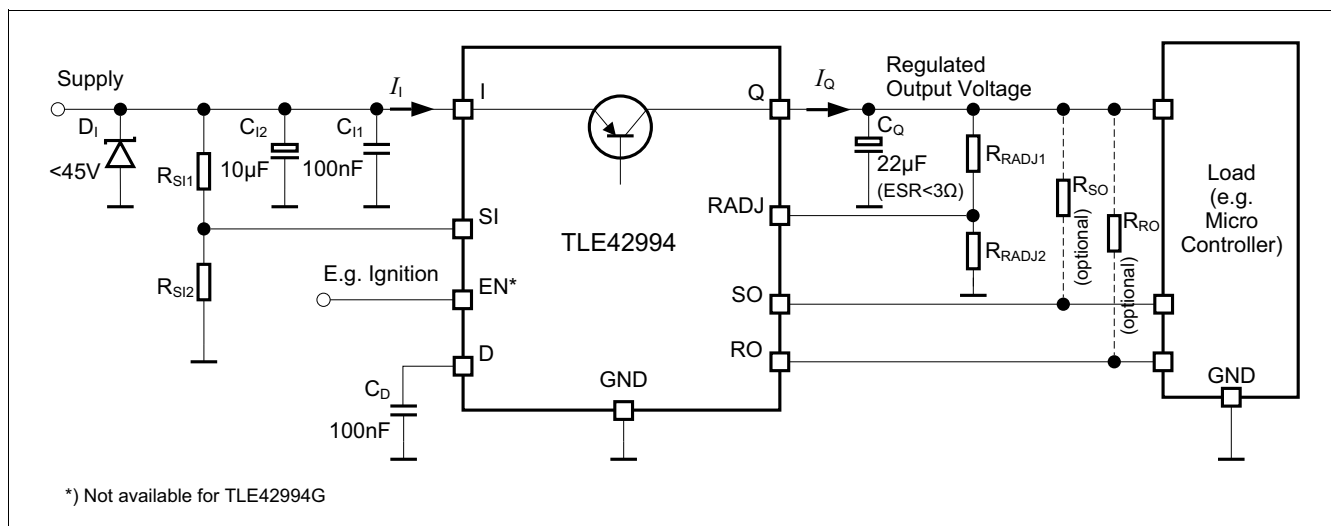 Supply
I_I
I
Q
I_Q
Regulated
Output Voltage
D_I
<45V
R_SI1
C_I2
10µF
C_I1
100nF
C_Q
22µF
(ESR<3Ω)
R_RADJ1
R_SO
(optional)
R_RO
(optional)
Load
(e.g.
Micro
Controller)
SI
TLE42994
RADJ
R_SI2
E.g. Ignition
EN*
R_RADJ2
SO
D
RO
C_D
100nF
GND
GND
*) Not available for TLE42994G